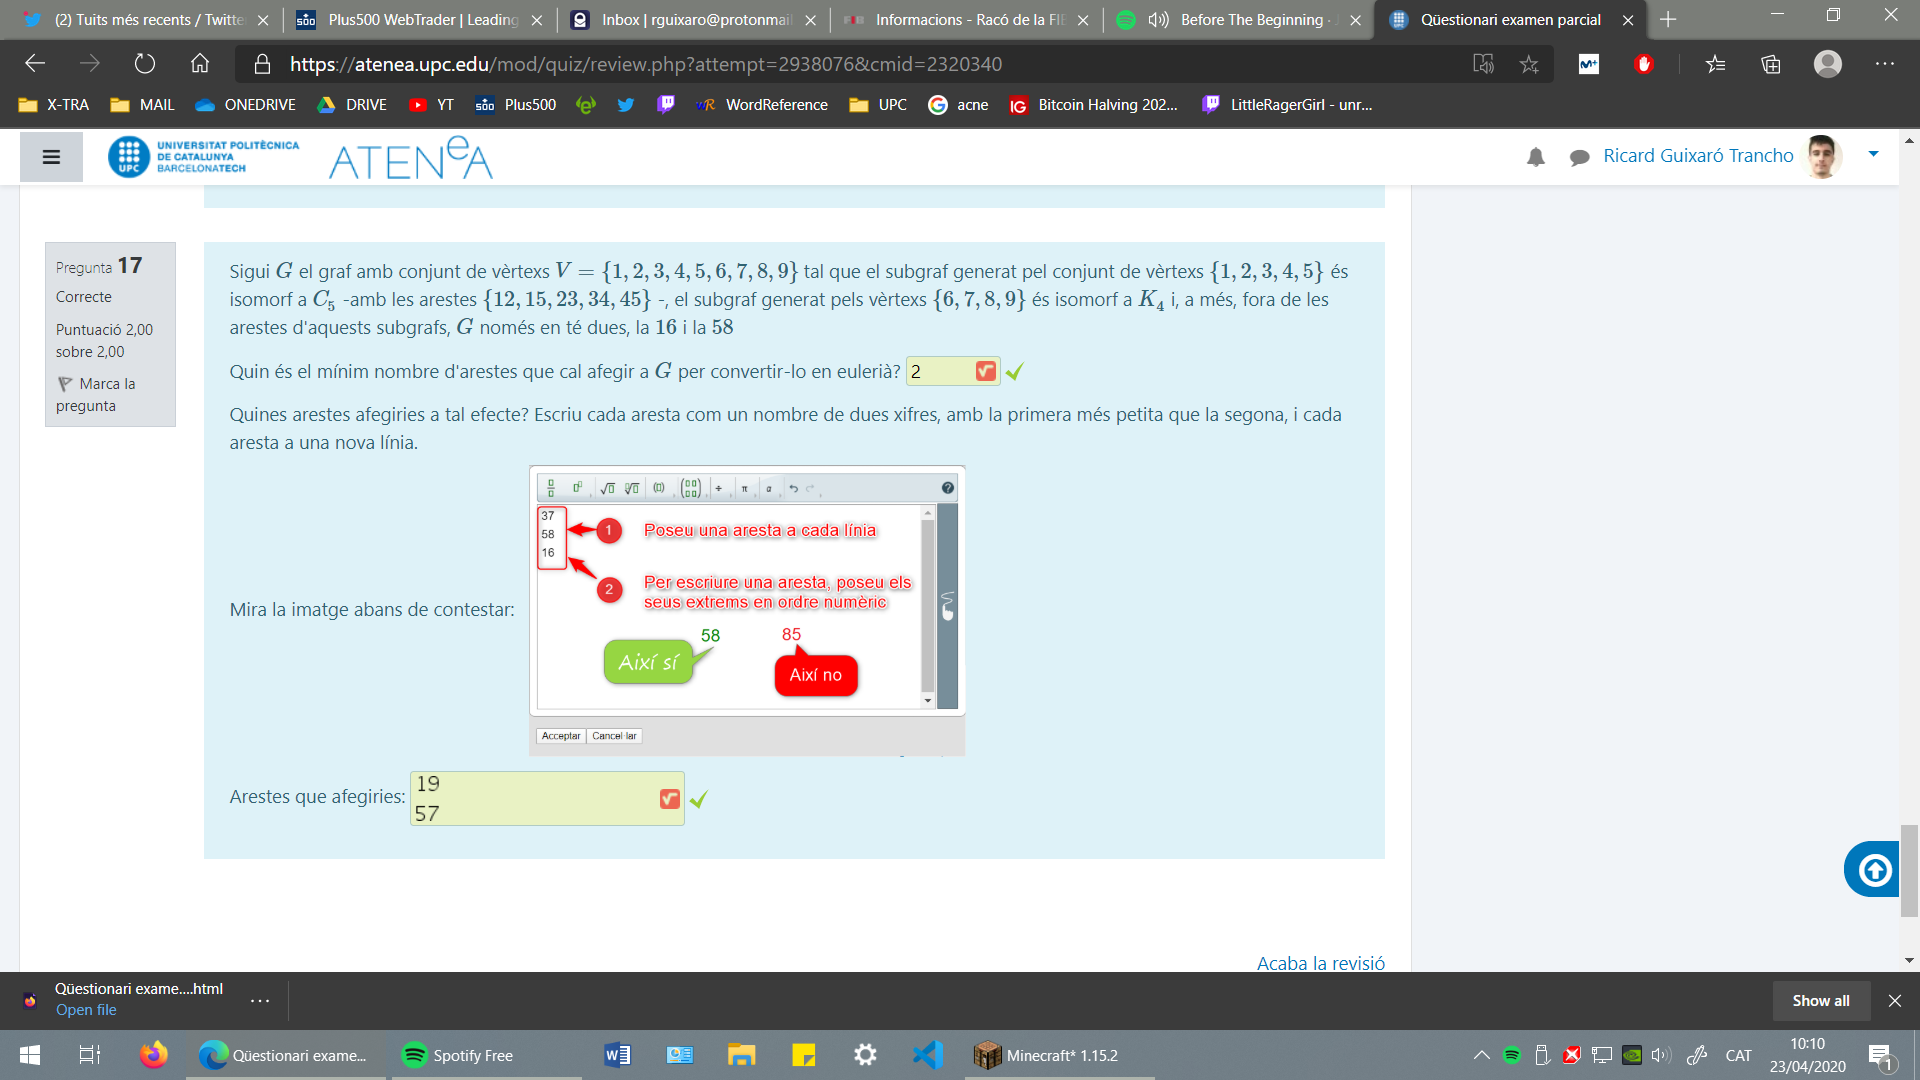 (2) Tuits més recents / Twitte
Plus500 WebTrader | Leading
Inbox | rguixaro@protonmail
Informacions - Racó de la FIB
Before The Beginning · J
Qüestionari examen parcial
https://atenea.upc.edu/mod/quiz/review.php?attempt=2938076&cmid=2320340
X-TRA
MAIL
ONEDRIVE
DRIVE
YT
Plus500
WordReference
UPC
acne
Bitcoin Halving 202...
LittleRagerGirl - unr...
UPC
UNIVERSITAT POLITÈCNICA
DE CATALUNYA
BARCELONATECH
ATENeA
Ricard Guixaró Trancho
Pregunta 17
Correcte
Puntuació 2,00
sobre 2,00
Marca la
pregunta
Sigui G el graf amb conjunt de vèrtexs V = {1, 2, 3, 4, 5, 6, 7, 8, 9} tal que el subgraf generat pel conjunt de vèrtexs {1, 2, 3, 4, 5} és
isomorf a C5 -amb les arestes {12, 15, 23, 34, 45} -, el subgraf generat pels vèrtexs {6, 7, 8, 9} és isomorf a K4 i, a més, fora de les
arestes d'aquests subgrafs, G només en té dues, la 16 i la 58
Quin és el mínim nombre d'arestes que cal afegir a G per convertir-lo en eulerià? 2
Quines arestes afegiries a tal efecte? Escriu cada aresta com un nombre de dues xifres, amb la primera més petita que la segona, i cada
aresta a una nova línia.
37
58
16
1
Poseu una aresta a cada línia
2
Per escriure una aresta, poseu els
seus extrems en ordre numèric
58
85
Així sí
Així no
Acceptar
Cancel·lar
Mira la imatge abans de contestar:
Arestes que afegiries:
19
57
Acaba la revisió
Qüestionari exame....html
Open file
Show all
Qüestionari exame...
Spotify Free
Minecraft* 1.15.2
CAT
10:10
23/04/2020
1